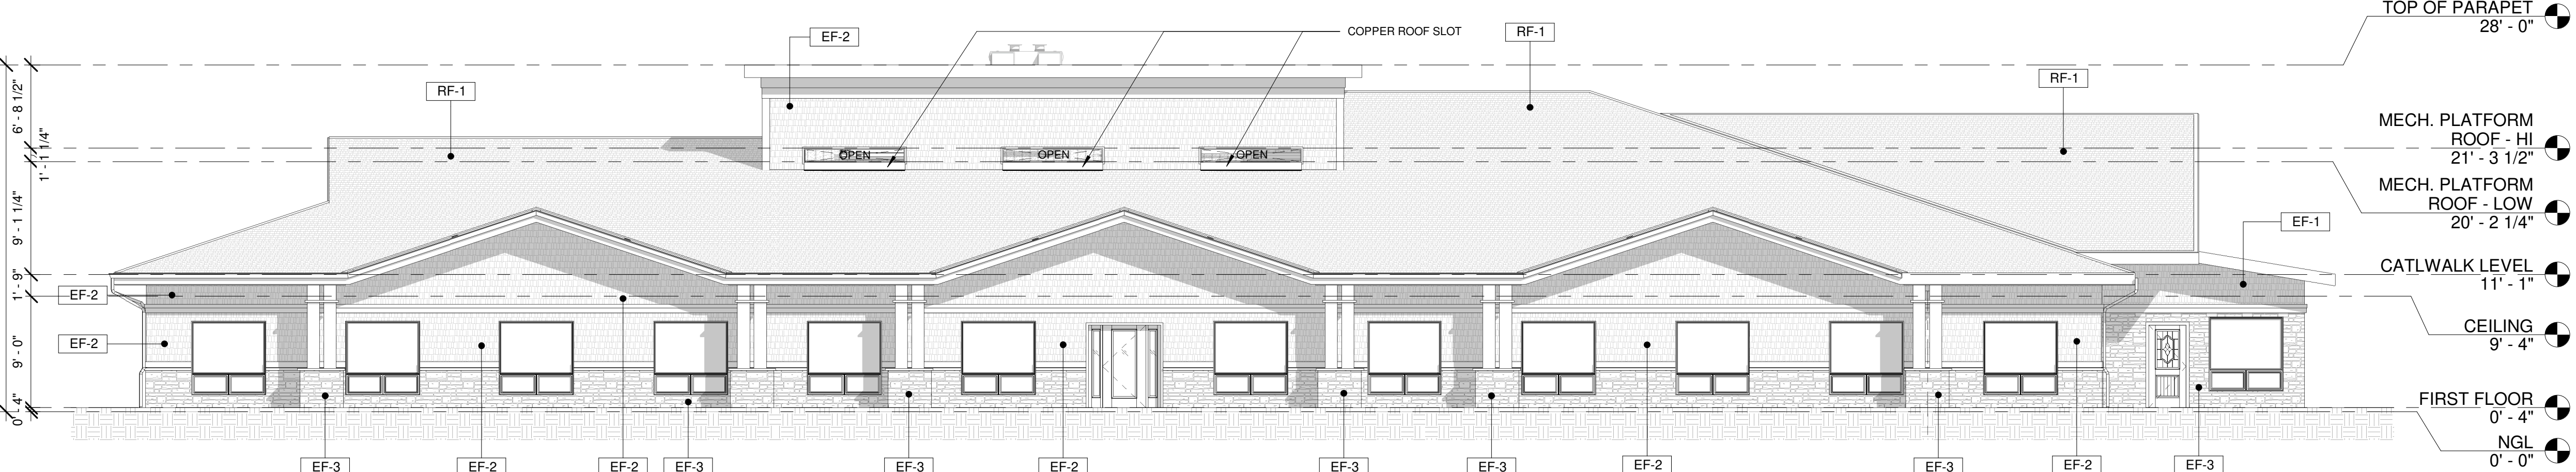 TOP OF PARAPET
28' - 0"
EF-2
COPPER ROOF SLOT
RF-1
RF-1
RF-1
MECH. PLATFORM
ROOF - HI
21' - 3 1/2"
OPEN
OPEN
OPEN
MECH. PLATFORM
ROOF - LOW
20' - 2 1/4"
EF-1
CATLWALK LEVEL
11' - 1"
EF-2
EF-2
CEILING
9' - 4"
FIRST FLOOR
0' - 4"
NGL
0' - 0"
6' - 8 1/2"
1' - 1 1/4"
9' - 1 1/4"
1' - 9"
9' - 0"
0' - 4"
EF-3
EF-2
EF-2
EF-3
EF-3
EF-2
EF-3
EF-3
EF-2
EF-3
EF-2
EF-3